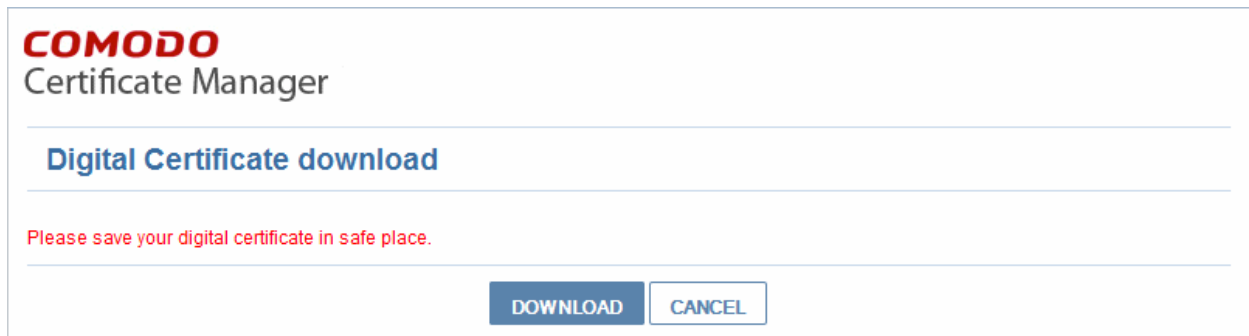 COMODO
Certificate Manager
Digital Certificate download
Please save your digital certificate in safe place.
DOWNLOAD CANCEL